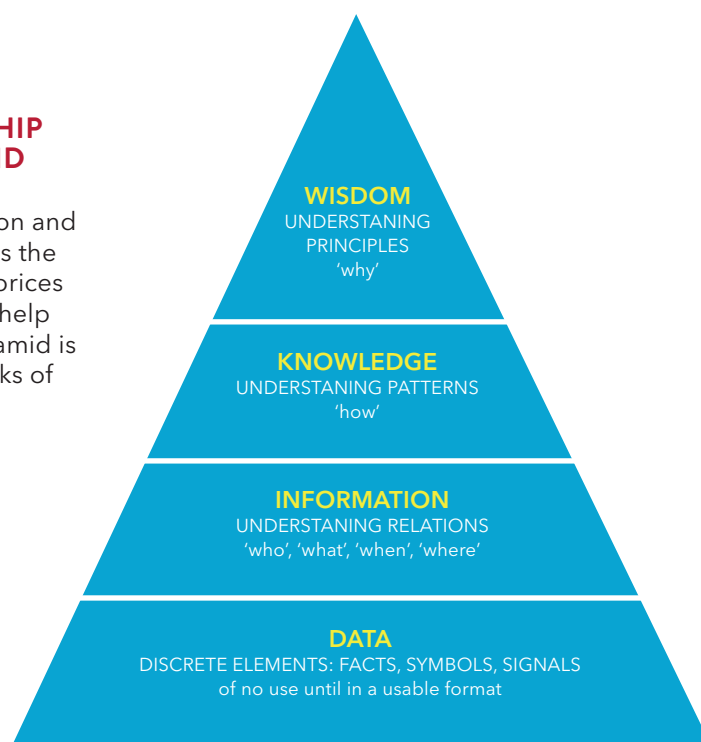 HIP
ID
on and
s the
prices
help
amid is
ks of
WISDOM
UNDERSTANING
PRINCIPLES
‘why’
KNOWLEDGE
UNDERSTANING PATTERNS
‘how’
INFORMATION
UNDERSTANING RELATIONS
‘who’, ‘what’, ‘when’, ‘where’
DATA
DISCRETE ELEMENTS: FACTS, SYMBOLS, SIGNALS
of no use until in a usable format